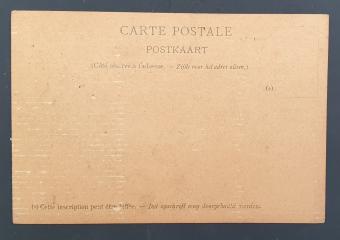 CARTE POSTALE
POSTKAART
(Côté réservé à l'adresse. — Zijde voor het adres alleen.)
(a).
(a) Cette inscription peut être biffée. — Dit opschrift mag doorgehaald worden.